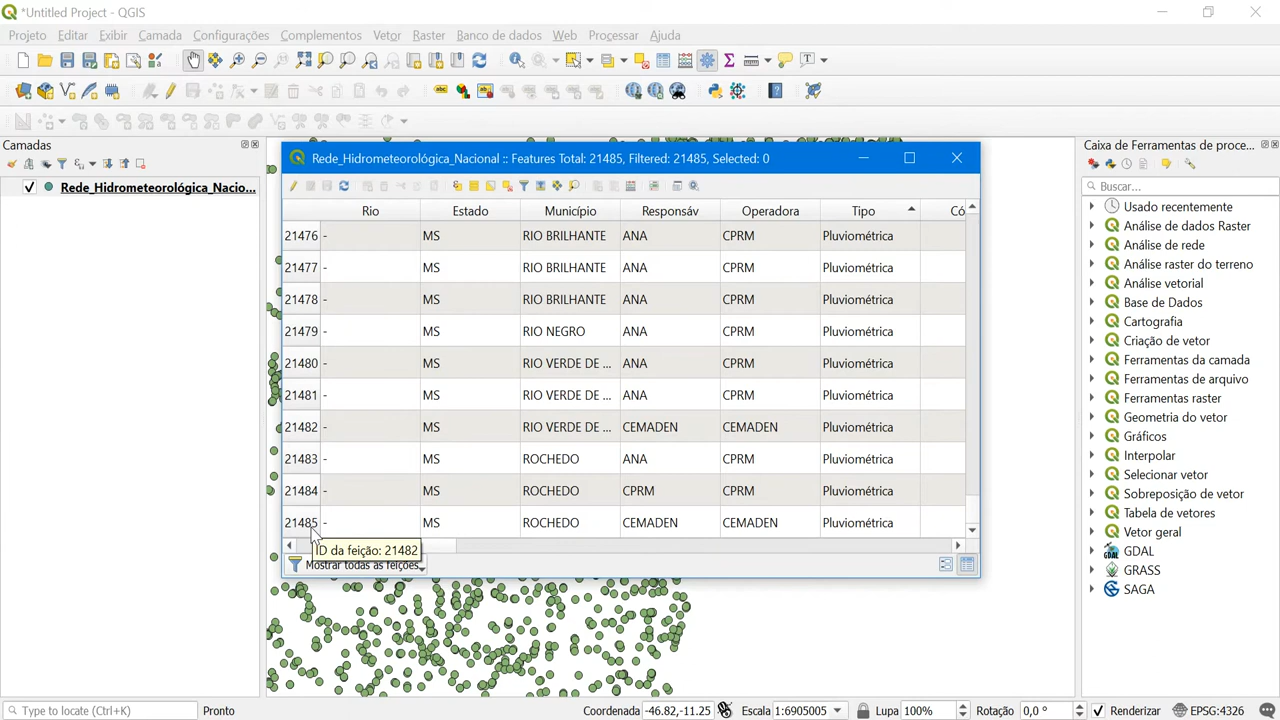 *Untitled Project - QGIS
Projeto Editar Exibir Camada Configurações Complementos Vetor Raster Banco de dados Web Processar Ajuda
Camadas
Rede_Hidrometeorológica_Nacio...
Rede_Hidrometeorológica_Nacional :: Features Total: 21485, Filtered: 21485, Selected: 0
Rio Estado Município Responsáv Operadora Tipo Có
21476 - MS RIO BRILHANTE ANA CPRM Pluviométrica
21477 - MS RIO BRILHANTE ANA CPRM Pluviométrica
21478 - MS RIO BRILHANTE ANA CPRM Pluviométrica
21479 - MS RIO NEGRO ANA CPRM Pluviométrica
21480 - MS RIO VERDE DE ... ANA CPRM Pluviométrica
21481 - MS RIO VERDE DE ... ANA CPRM Pluviométrica
21482 - MS RIO VERDE DE ... CEMADEN CEMADEN Pluviométrica
21483 - MS ROCHEDO ANA CPRM Pluviométrica
21484 - MS ROCHEDO CPRM CPRM Pluviométrica
21485 - MS ROCHEDO CEMADEN CEMADEN Pluviométrica
ID da feição: 21482
Mostrar todas as feições
Caixa de Ferramentas de proce...
Buscar...
Usado recentemente
Análise de dados Raster
Análise de rede
Análise raster do terreno
Análise vetorial
Base de Dados
Cartografia
Criação de vetor
Ferramentas da camada
Ferramentas de arquivo
Ferramentas raster
Geometria do vetor
Gráficos
Interpolar
Selecionar vetor
Sobreposição de vetor
Tabela de vetores
Vetor geral
GDAL
GRASS
SAGA
Type to locate (Ctrl+K) Pronto Coordenada -46.82,-11.25 Escala 1:6905005 Lupa 100% Rotação 0,0 ° Renderizar EPSG:4326